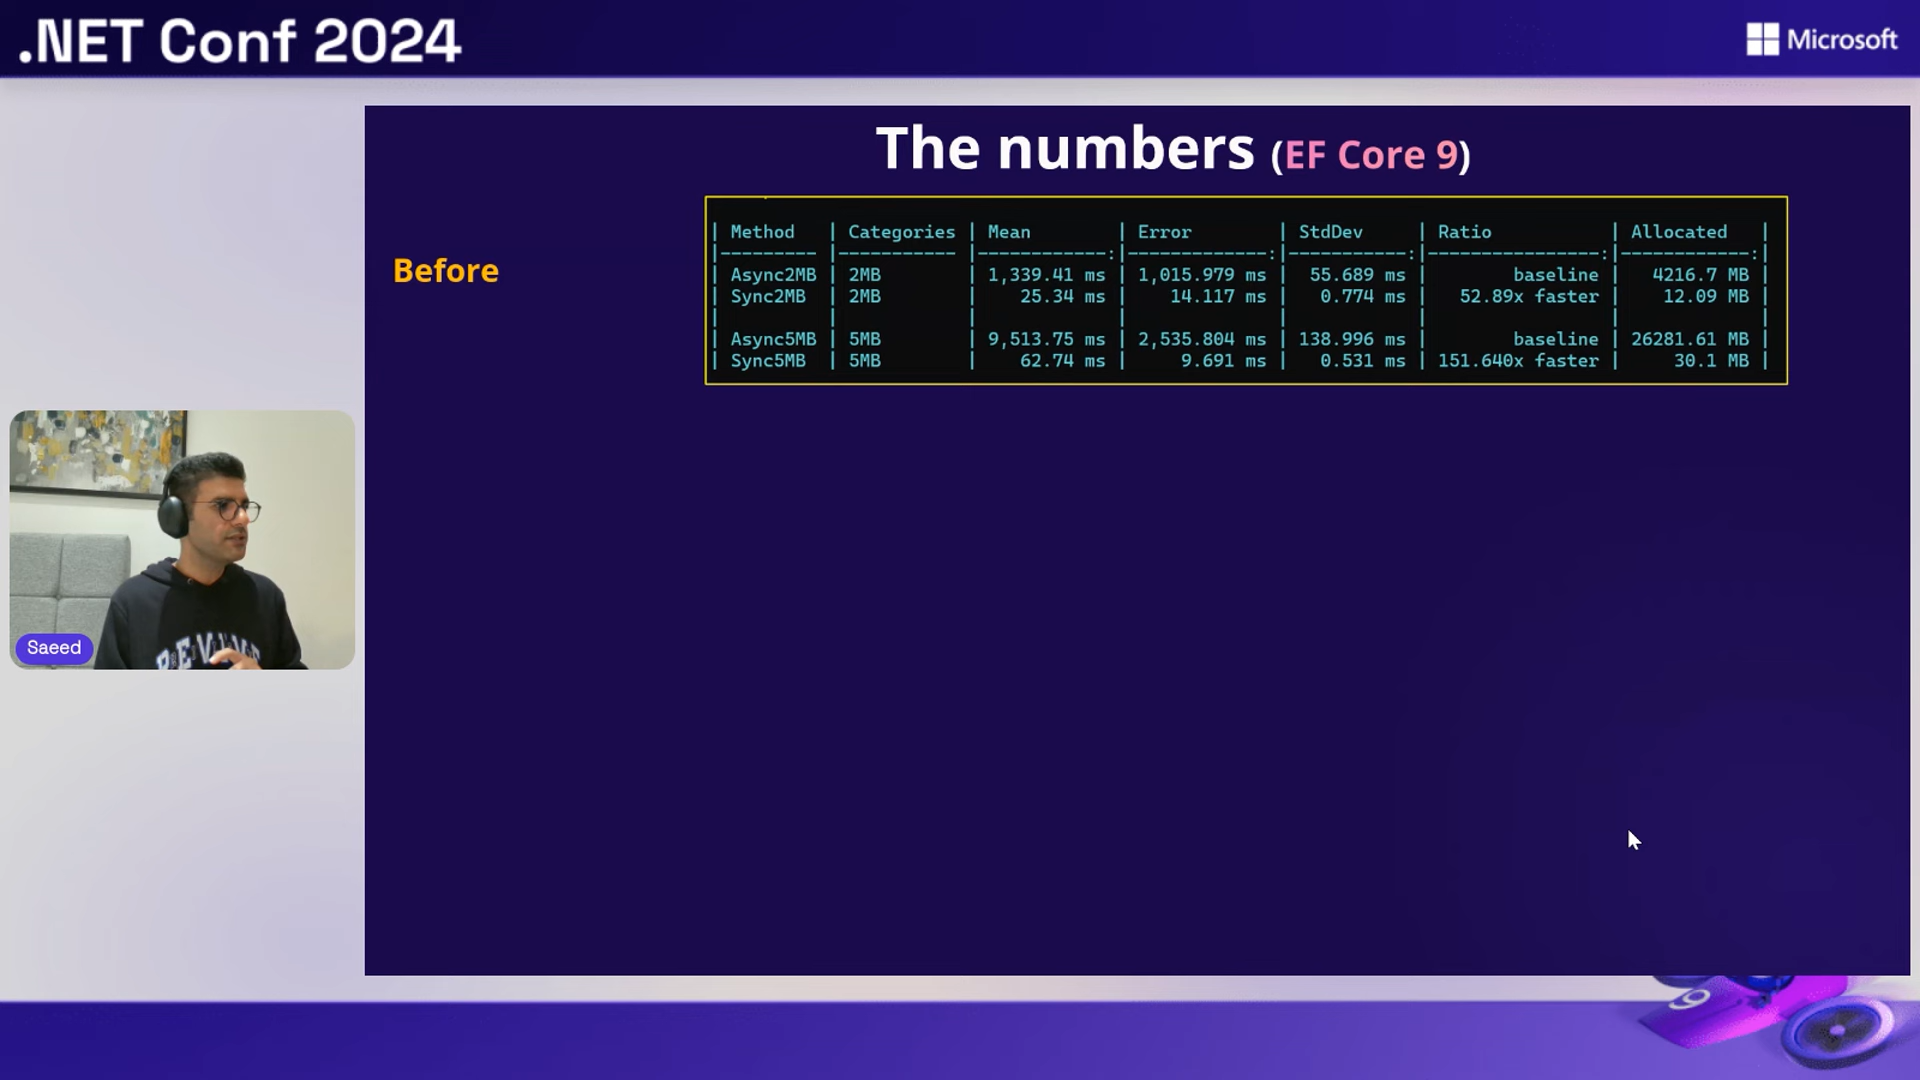 .NET Conf 2024
Microsoft
The numbers (EF Core 9)
Before
| Method | Categories | Mean | Error | StdDev | Ratio | Allocated |
|--------- |----------- |------------:|-------------:|-----------:|----------------:|------------:|
| Async2MB | 2MB | 1,339.41 ms | 1,015.979 ms | 55.689 ms | baseline | 4216.7 MB |
| Sync2MB | 2MB | 25.34 ms | 14.117 ms | 0.774 ms | 52.89x faster | 12.09 MB |
| | | | | | | |
| Async5MB | 5MB | 9,513.75 ms | 2,535.804 ms | 138.996 ms | baseline | 26281.61 MB |
| Sync5MB | 5MB | 62.74 ms | 9.691 ms | 0.531 ms | 151.640x faster | 30.1 MB |
Saeed
9